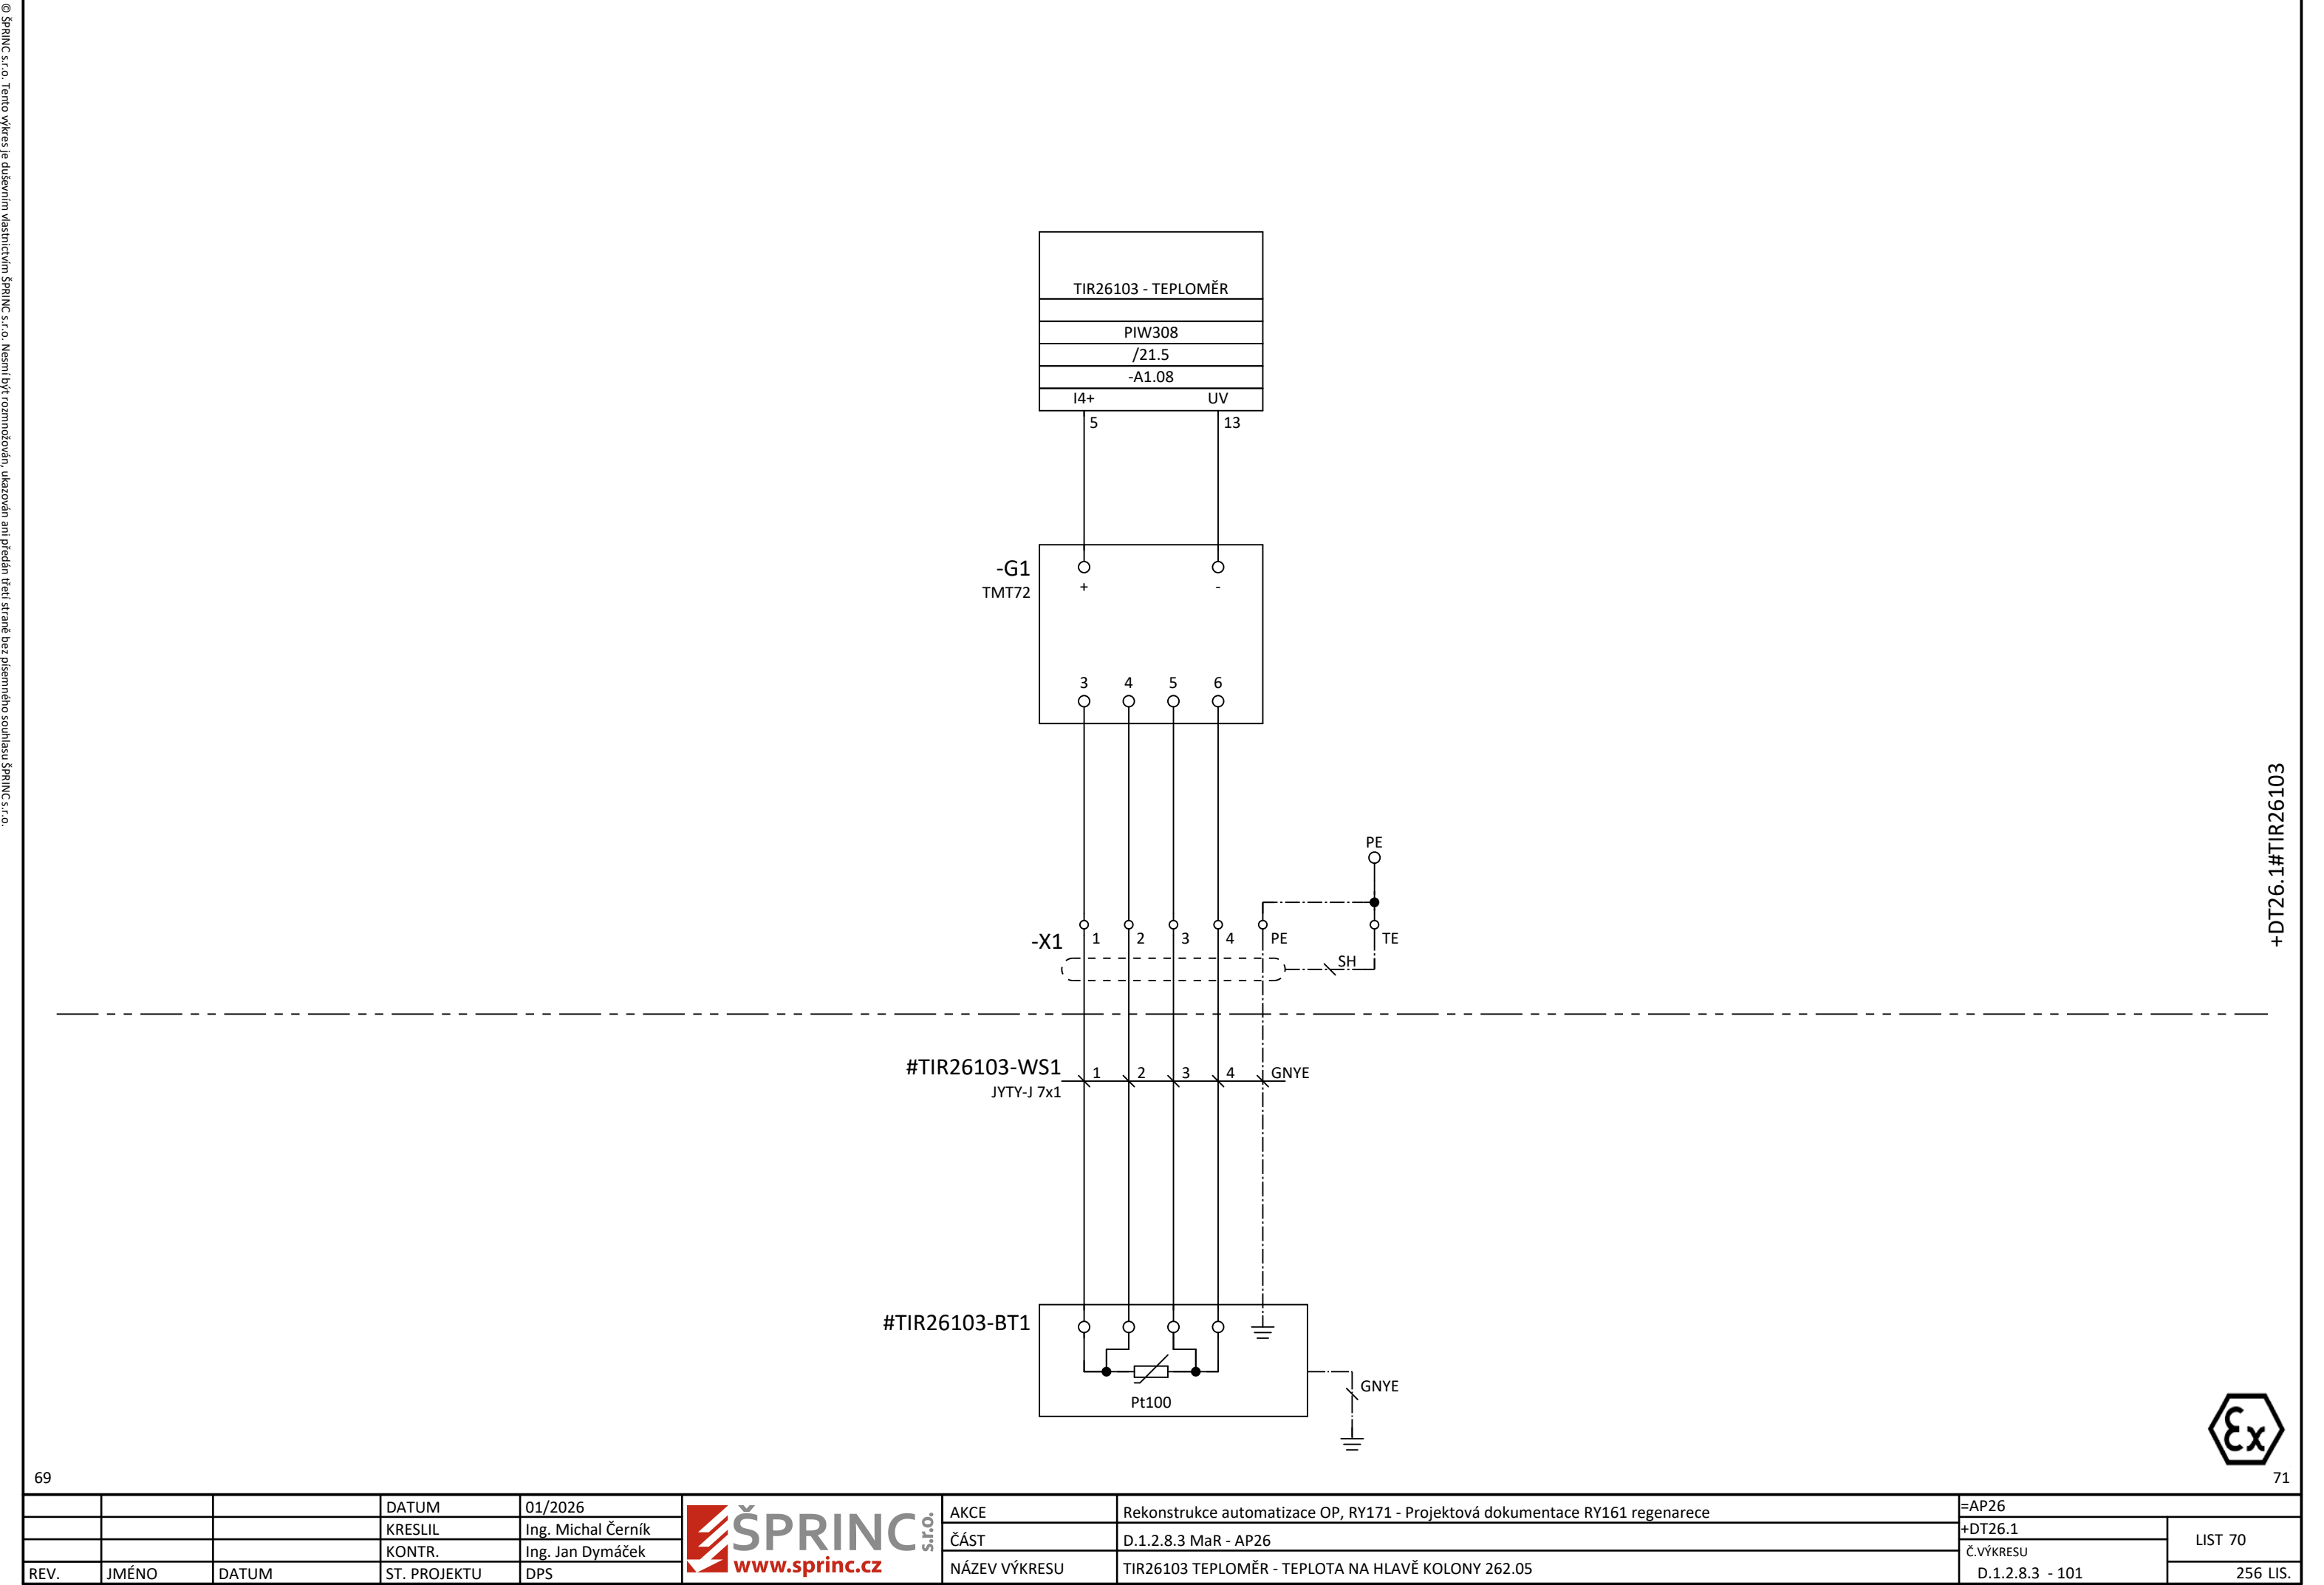 © ŠPRINC s.r.o. Tento výkres je duševním vlastnictvím ŠPRINC s.r.o. Nesmí být rozmnožován, ukazován ani předán třetí straně bez písemného souhlasu ŠPRINC s.r.o.
TIR26103 - TEPLOMĚR
PIW308
/21.5
-A1.08
I4+ UV
5 13
-G1
TMT72
+ -
3 4 5 6
PE
-X1 1 2 3 4 PE TE
SH
+DT26.1#TIR26103
#TIR26103-WS1 1 2 3 4 GNYE
JYTY-J 7x1
#TIR26103-BT1
Pt100
GNYE
Ex
69 71
DATUM 01/2026
KRESLIL Ing. Michal Černík
KONTR. Ing. Jan Dymáček
REV. JMÉNO DATUM ST. PROJEKTU DPS
ŠPRINC s.r.o.
www.sprinc.cz
AKCE Rekonstrukce automatizace OP, RY171 - Projektová dokumentace RY161 regenarece
ČÁST D.1.2.8.3 MaR - AP26
NÁZEV VÝKRESU TIR26103 TEPLOMĚR - TEPLOTA NA HLAVĚ KOLONY 262.05
=AP26
+DT26.1
Č.VÝKRESU
D.1.2.8.3 - 101
LIST 70
256 LIS.